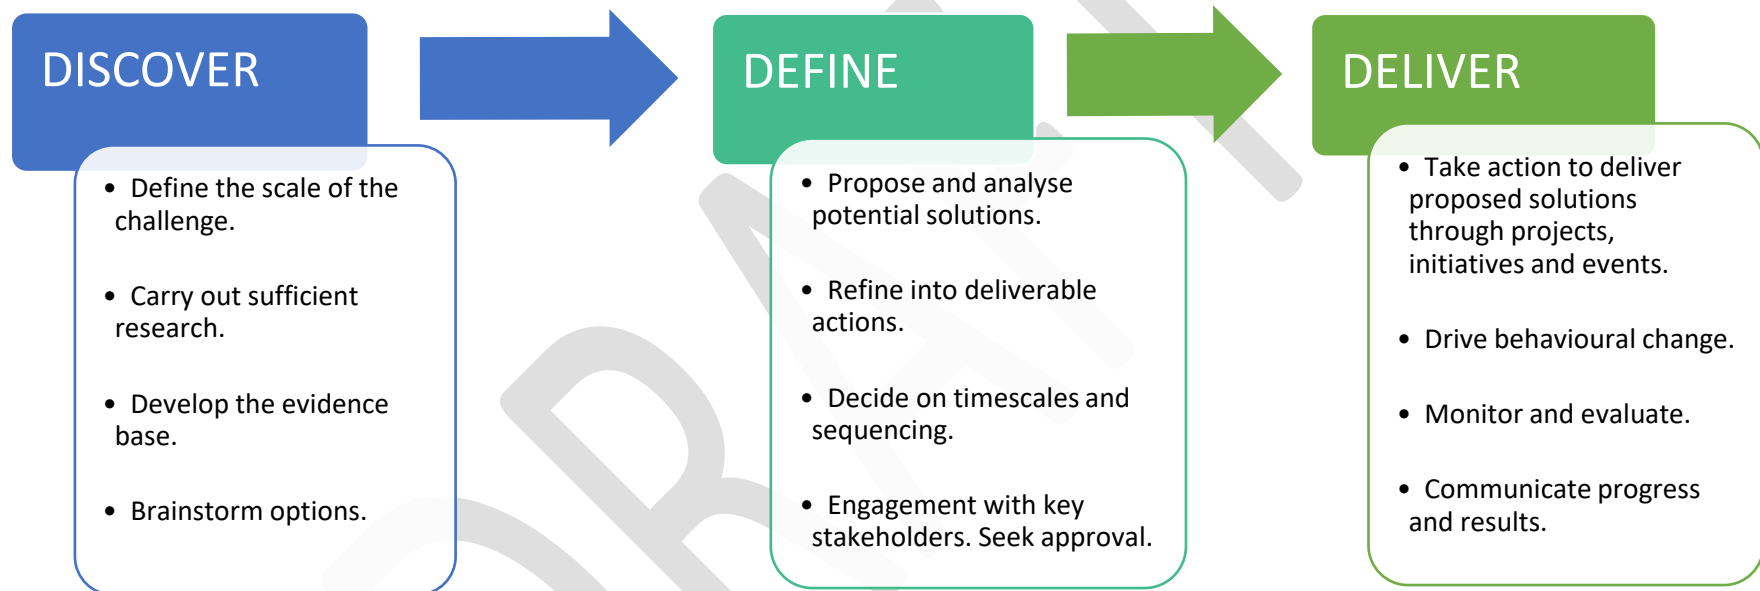 DISCOVER
• Define the scale of the
challenge.
• Carry out sufficient
research.
• Develop the evidence
base.
• Brainstorm options.
DEFINE
• Propose and analyse
potential solutions.
• Refine into deliverable
actions.
• Decide on timescales and
sequencing.
• Engagement with key
stakeholders. Seek approval.
DELIVER
• Take action to deliver
proposed solutions
through projects,
initiatives and events.
• Drive behavioural change.
• Monitor and evaluate.
• Communicate progress
and results.
DRAFT